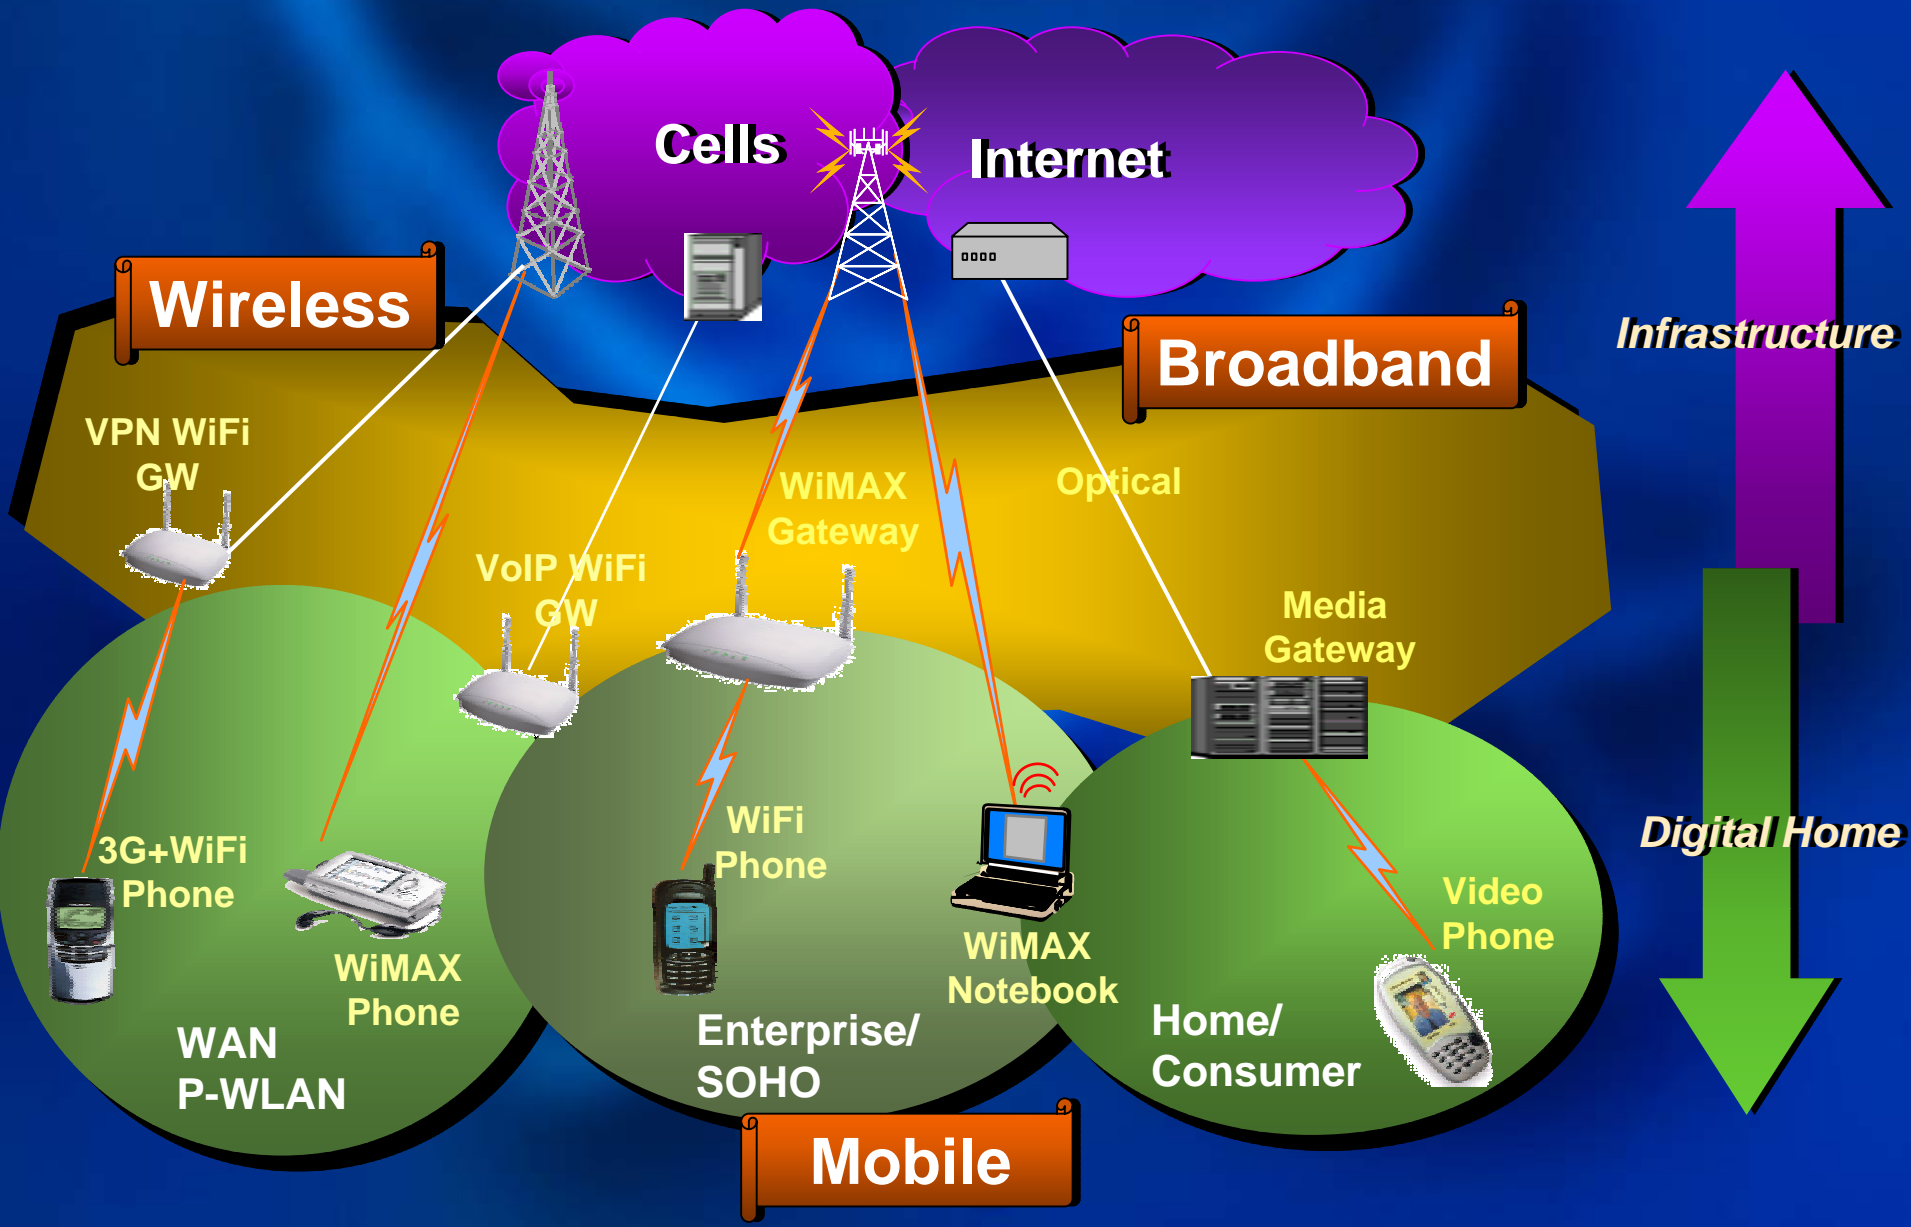 Cells
Internet
Wireless
Broadband
Infrastructure
VPN WiFi
GW
WiMAX
Gateway
Optical
VoIP WiFi
GW
Media
Gateway
3G+WiFi
Phone
WiFi
Phone
Digital Home
Video
Phone
WiMAX
Phone
WiMAX
Notebook
WAN
P-WLAN
Enterprise/
SOHO
Home/
Consumer
Mobile